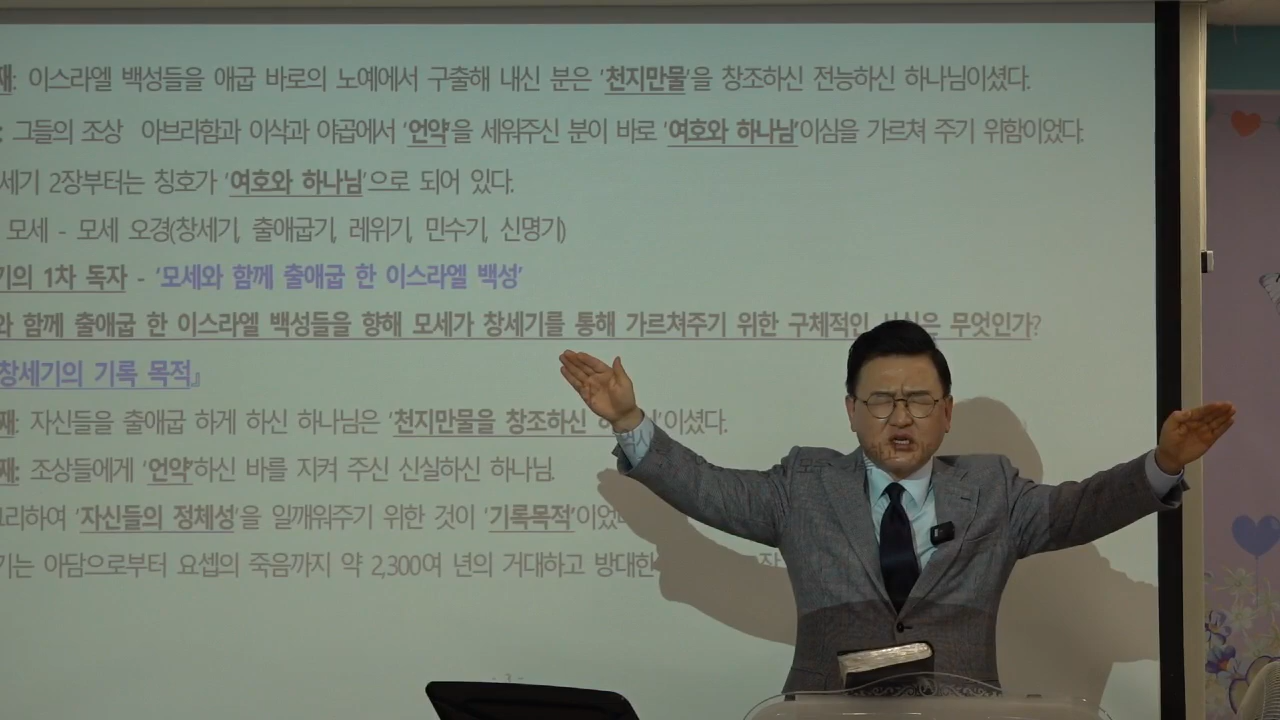 째: 이스라엘 백성들을 애굽 바로의 노예에서 구출해 내신 분은 '천지만물'을 창조하신 전능하신 하나님이셨다.
: 그들의 조상 아브라함과 이삭과 야곱에서 '언약'을 세워주신 분이 바로 '여호와 하나님'이심을 가르쳐 주기 위함이었다.
세기 2장부터는 칭호가 '여호와 하나님'으로 되어 있다.
모세 - 모세 오경(창세기, 출애굽기, 레위기, 민수기, 신명기)
기의 1차 독자 - '모세와 함께 출애굽 한 이스라엘 백성'
와 함께 출애굽 한 이스라엘 백성들을 향해 모세가 창세기를 통해 가르쳐주기 위한 구체적인 무엇인가?
창세기의 기록 목적』
째: 자신들을 출애굽 하게 하신 하나님은 '천지만물을 창조하신 '이셨다.
째: 조상들에게 '언약'하신 바를 지켜 주신 신실하신 하나님.
그리하여 '자신들의 정체성'을 일깨워주기 위한 것이 '기록목적'이었
기는 아담으로부터 요셉의 죽음까지 약 2,300여 년의 거대하고 방대한